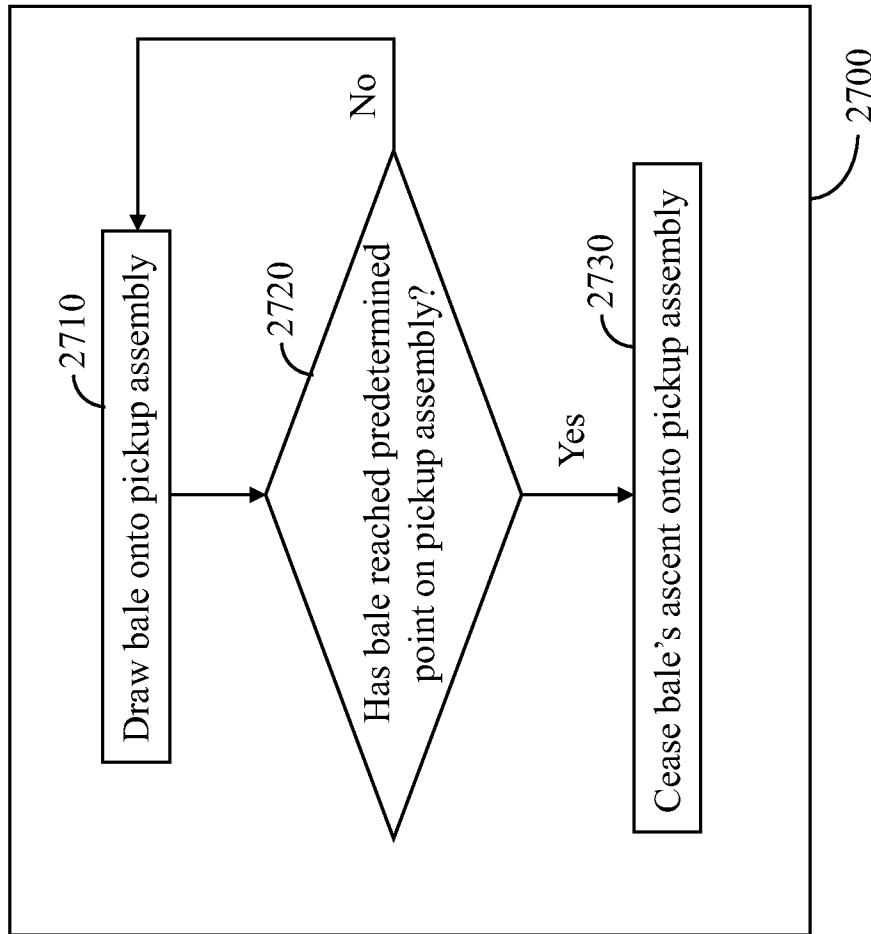 2710
Draw bale onto pickup assembly
2720
Has bale reached predetermined
point on pickup assembly?
No
Yes
2730
Cease bale’s ascent onto pickup assembly
2700